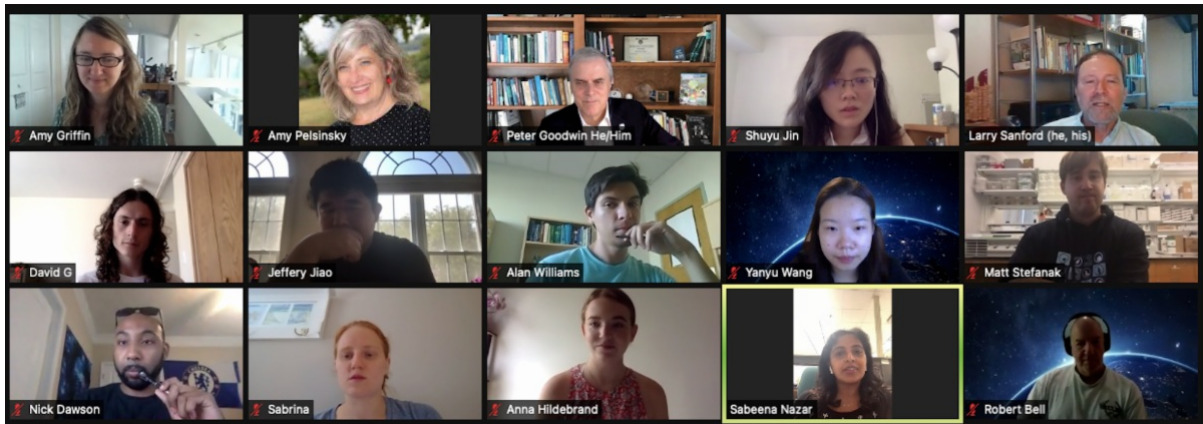 Amy Griffin
Amy Pelsinsky
Peter Goodwin He/Him
Shuyu Jin
Larry Sanford (he, his)
David G
Jeffery Jiao
Alan Williams
Yanyu Wang
Matt Stefanak
Nick Dawson
Sabrina
Anna Hildebrand
Sabeena Nazar
Robert Bell